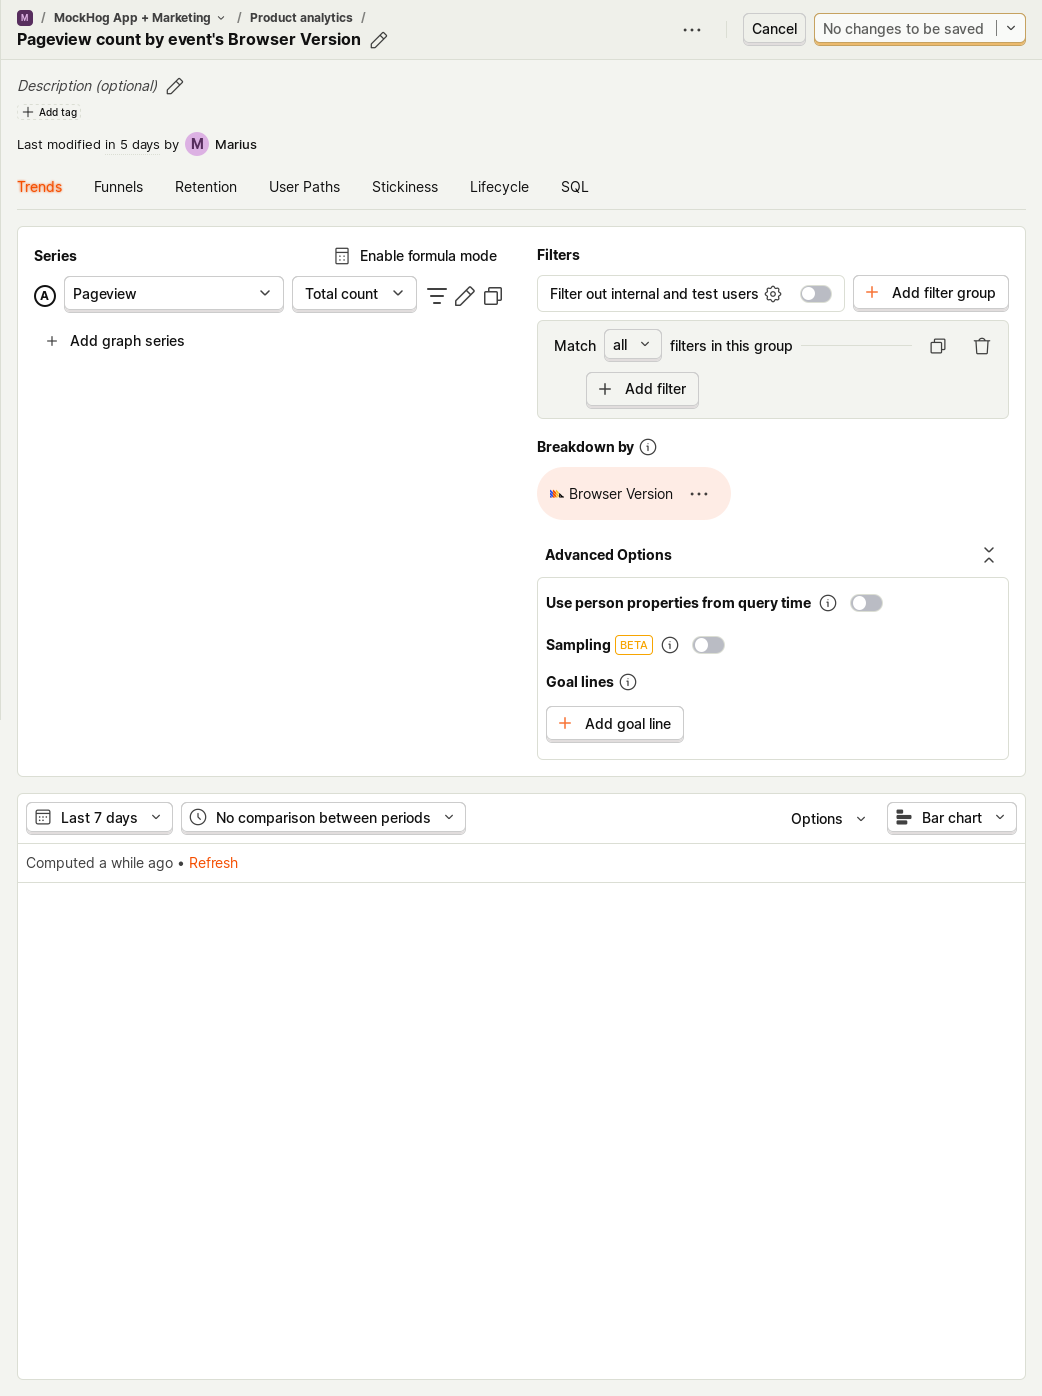 M / MockHog App + Marketing / Product analytics /
Pageview count by event's Browser Version
Cancel
No changes to be saved
Description (optional)
Add tag
Last modified in 5 days by M Marius
Trends Funnels Retention User Paths Stickiness Lifecycle SQL
Series
Enable formula mode
A Pageview Total count
Add graph series
Filters
Filter out internal and test users
Add filter group
Match all filters in this group
Add filter
Breakdown by
Browser Version
Advanced Options
Use person properties from query time
Sampling BETA
Goal lines
Add goal line
Last 7 days No comparison between periods Options Bar chart
Computed a while ago • Refresh